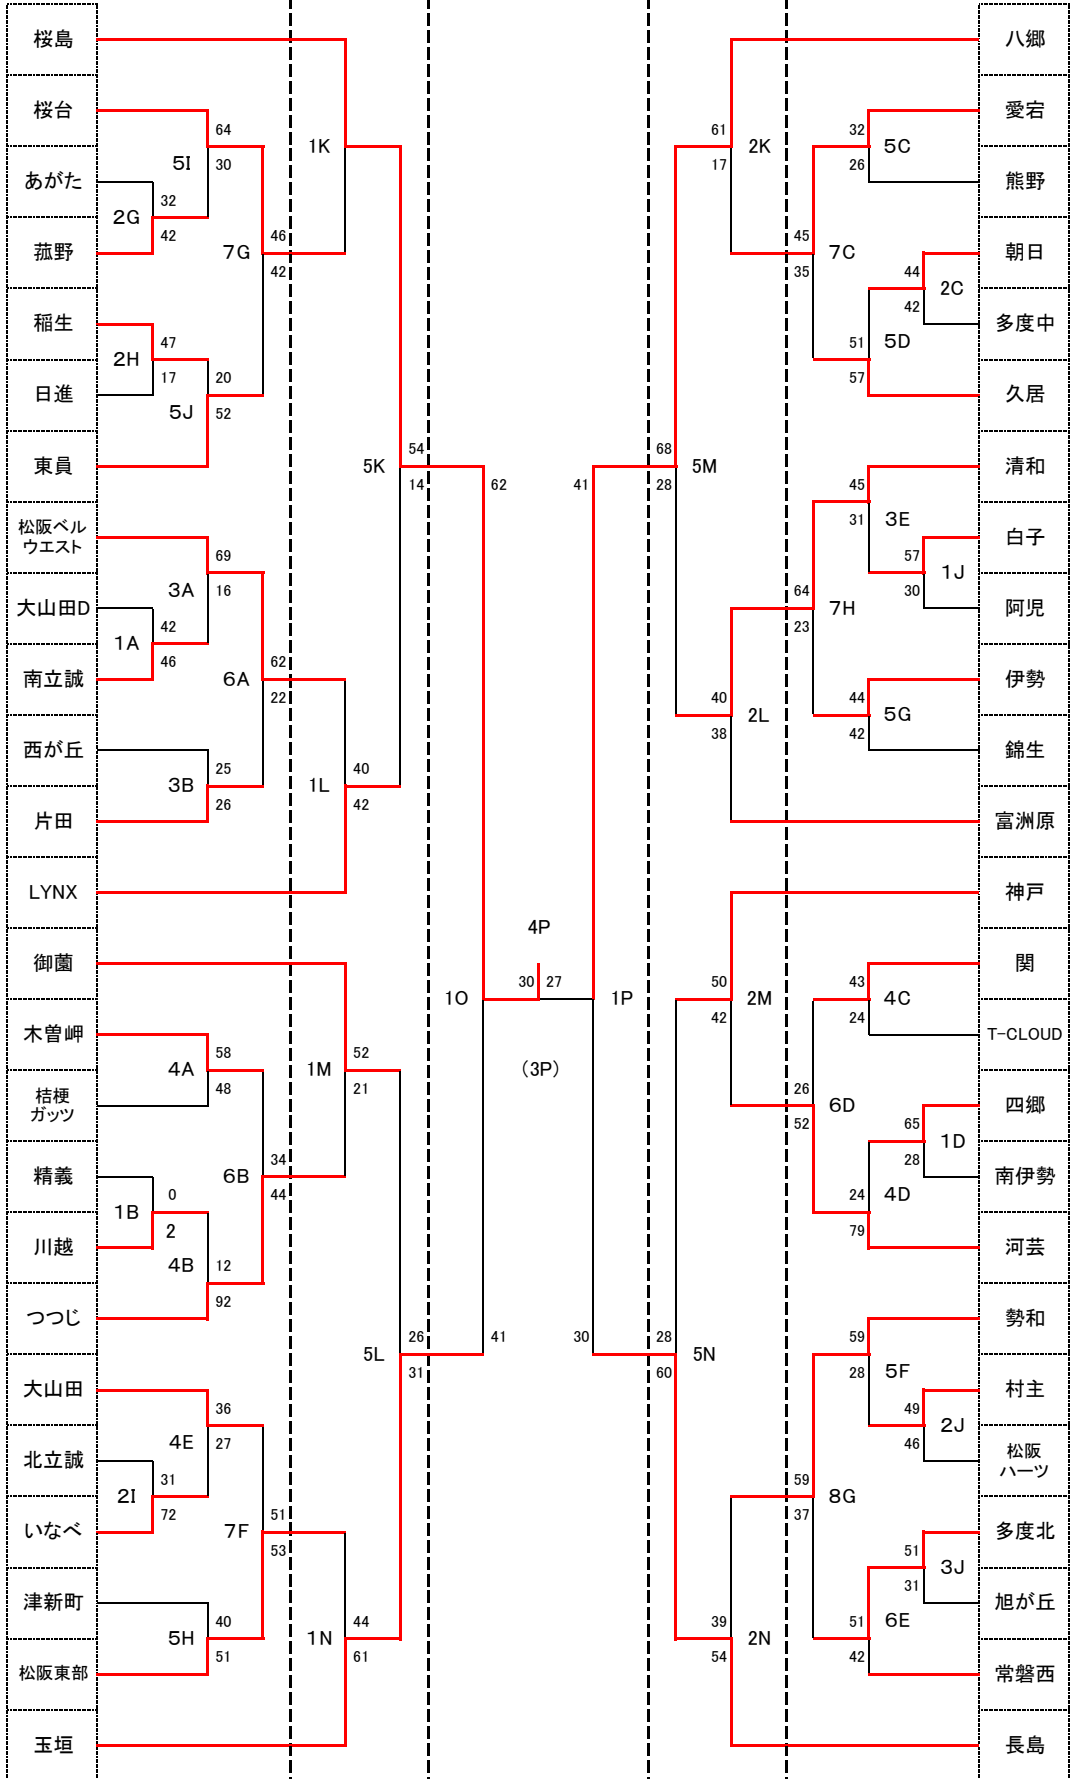 桜島
桜台
あがた
菰野
稲生
日進
東員
松阪ベル
ウエスト
大山田D
南立誠
西が丘
片田
LYNX
御薗
木曽岬
桔梗
ガッツ
精義
川越
つつじ
大山田
北立誠
いなべ
津新町
松阪東部
玉垣
2G
32
42
2H
47
17
1A
42
46
1B
0
2
2I
31
72
5I
64
30
5J
20
52
3A
69
16
3B
25
26
4A
58
48
4B
12
92
4E
36
27
5H
40
51
7G
46
42
6A
62
22
6B
34
44
7F
51
53
1K
1L
40
42
1M
52
21
1N
44
61
5K
54
14
5L
26
31
1O
62
41
4P
30
27
(3P)
1P
41
30
5M
68
28
5N
28
60
2K
61
17
2L
40
38
2M
50
42
2N
39
54
7C
45
35
7H
64
23
6D
26
52
8G
59
37
5C
32
26
5D
51
57
3E
45
31
5G
44
42
4C
43
24
4D
24
79
5F
59
28
6E
51
42
2C
44
42
1J
57
30
1D
65
28
2J
49
46
3J
51
31
八郷
愛宕
熊野
朝日
多度中
久居
清和
白子
阿児
伊勢
錦生
富洲原
神戸
関
T-CLOUD
四郷
南伊勢
河芸
勢和
村主
松阪
ハーツ
多度北
旭が丘
常磐西
長島